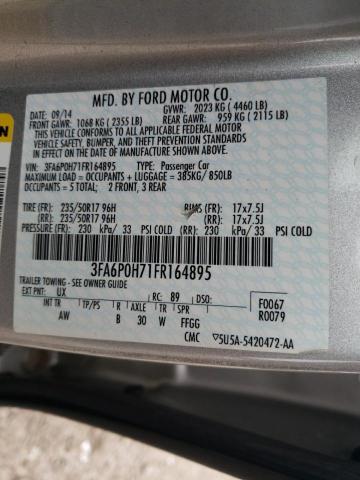 MFD. BY FORD MOTOR CO.
DATE: 09/14 GVWR: 2023 KG ( 4460 LB)
FRONT GAWR: 1068 KG ( 2355 LB) REAR GAWR: 959 KG ( 2115 LB)
THIS VEHICLE CONFORMS TO ALL APPLICABLE FEDERAL MOTOR
VEHICLE SAFETY, BUMPER, AND THEFT PREVENTION STANDARDS IN
EFFECT ON THE DATE OF MANUFACTURE SHOWN ABOVE.
VIN: 3FA6P0H71FR164895 TYPE: Passenger Car
MAXIMUM LOAD = OCCUPANTS + LUGGAGE = 385KG/ 850LB
OCCUPANTS = 5 TOTAL: 2 FRONT, 3 REAR
TIRE (FR) 235/50R17 96H RIMS (FR): 17x7.5J
(RR) 235/50R17 96H (RR): 17x7.5J
PRESSURE (FR): 230 kPa/ 33 PSI COLD (RR): 230 kPa/ 33 PSI COLD
3FA6P0H71FR164895
TRAILER TOWING - SEE OWNER GUIDE
EXT PNT: UX RC: 89 DSO: F0067
INT TR TP/PS R AXLE TR SPR R0079
AW B 30 W FFGG
CMC ▽5U5A-5420472-AA